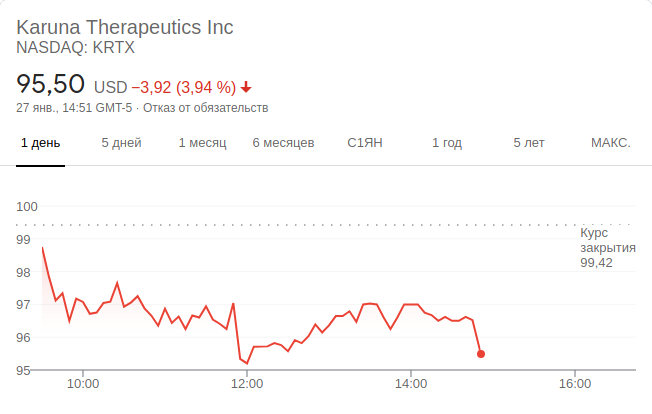 Karuna Therapeutics Inc
NASDAQ: KRTX
95,50 USD −3,92 (3,94 %)
27 янв., 14:51 GMT-5 · Отказ от обязательств
1 день 5 дней 1 месяц 6 месяцев С1ЯН 1 год 5 лет МАКС.
100
99
98
97
96
95
Курс
закрытия
99,42
10:00 12:00 14:00 16:00